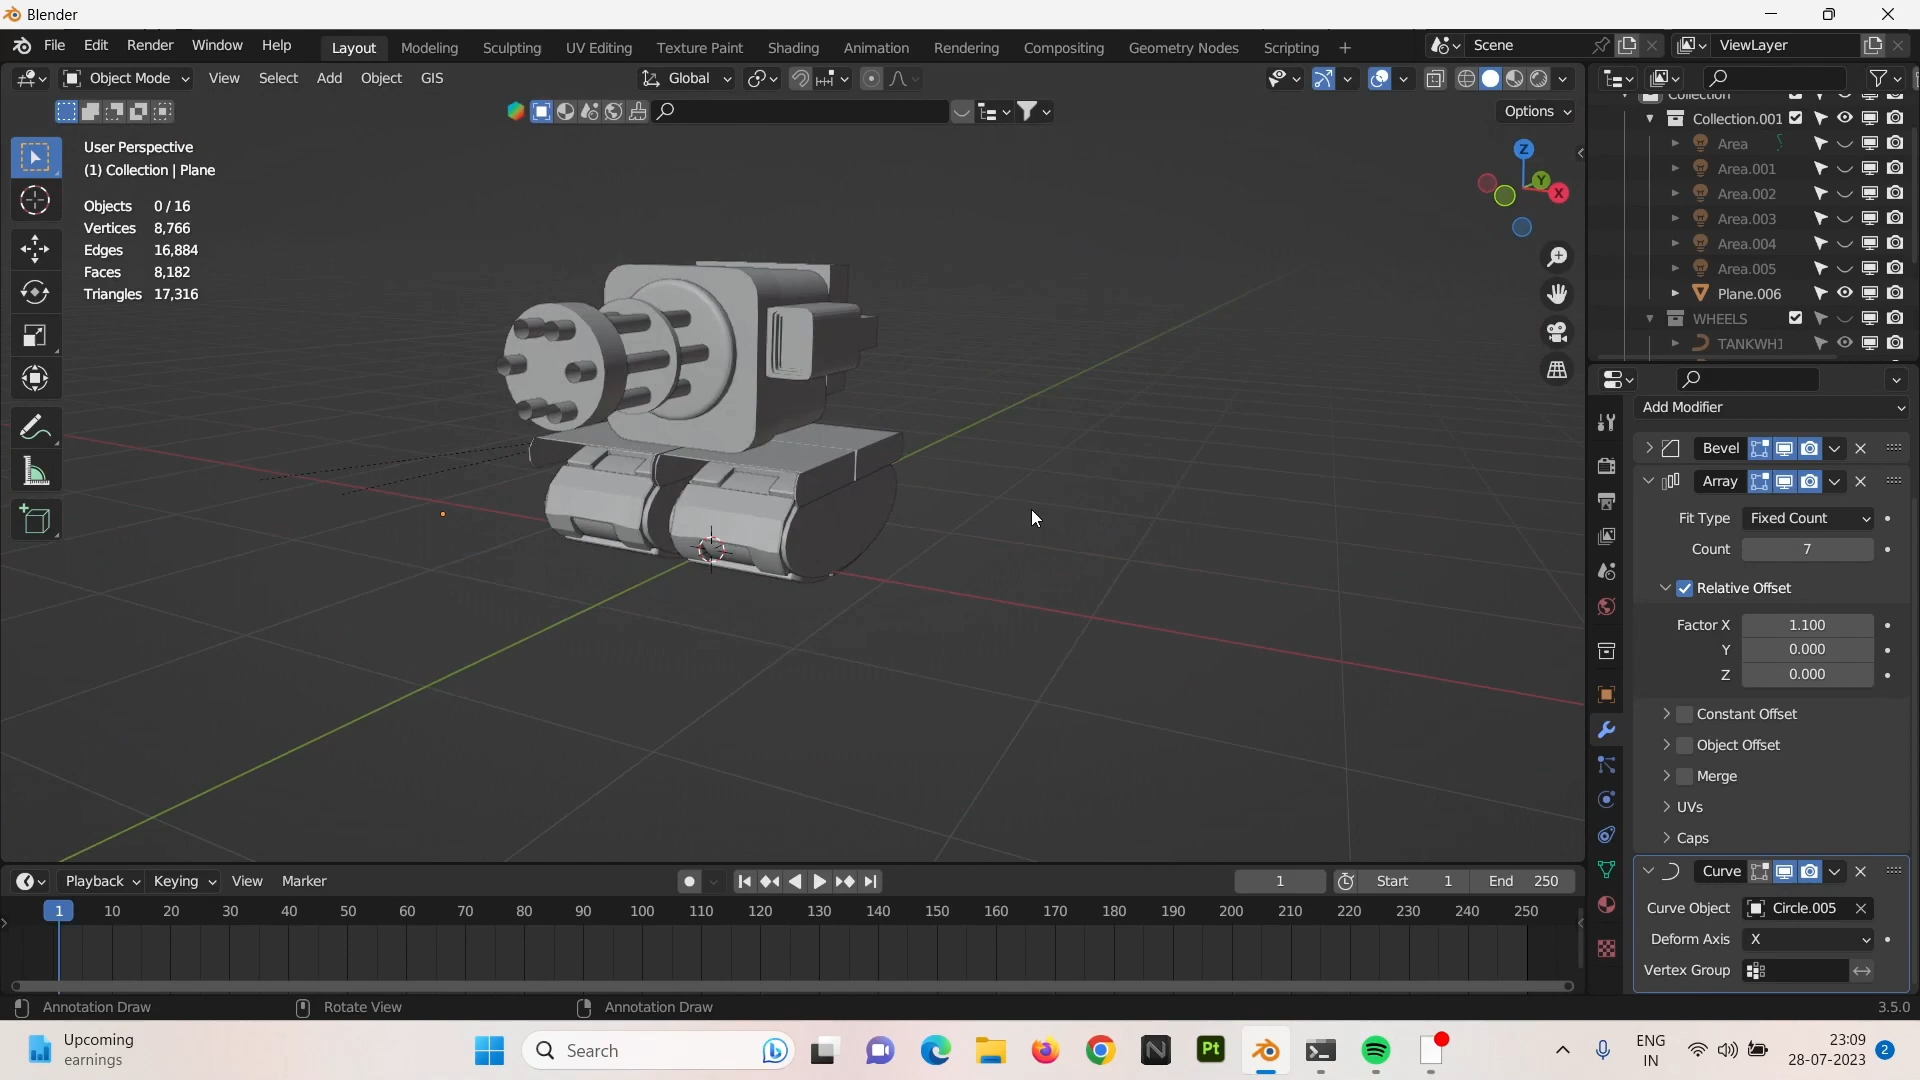 Blender
File Edit Render Window Help Layout Modeling Sculpting UV Editing Texture Paint Shading Animation Rendering Compositing Geometry Nodes Scripting + Scene ViewLayer
Object Mode View Select Add Object GIS Global
Options
User Perspective
(1) Collection | Plane
Objects 0 / 16
Vertices 8,766
Edges 16,884
Faces 8,182
Triangles 17,316
Z
Y
X
Collection
Collection.001
Area
Area.001
Area.002
Area.003
Area.004
Area.005
Plane.006
WHEELS
Add Modifier
Bevel
Array
Fit Type Fixed Count
Count 7
Relative Offset
Factor X 1.100
Y 0.000
Z 0.000
Constant Offset
Object Offset
Merge
UVs
Caps
Curve
Curve Object Circle.005
Deform Axis X
Vertex Group
Playback Keying View Marker 1 Start 1 End 250
1 10 20 30 40 50 60 70 80 90 100 110 120 130 140 150 160 170 180 190 200 210 220 230 240 250
Annotation Draw Rotate View Annotation Draw 3.5.0
Upcoming
earnings
Search
Pt
ENG
IN
23:09
28-07-2023
2